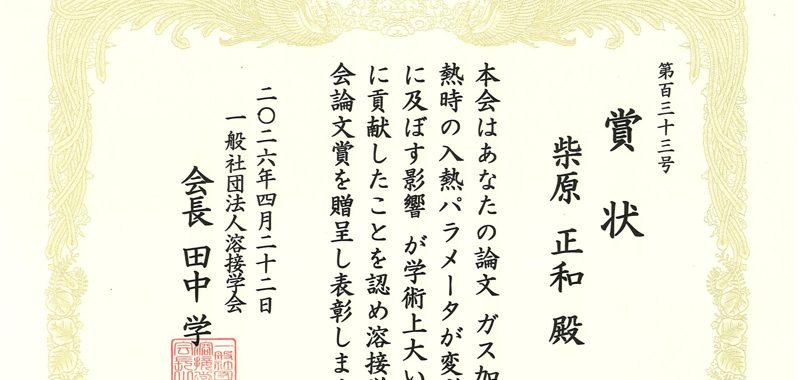 第百三十三号
賞状
柴原 正和 殿
本会はあなたの論文 ガス加
熱時の入熱パラメータが変形
に及ぼす影響 が学術上大い
に貢献したことを認め溶接学
会論文賞を贈呈し表彰しま
二〇二六年四月二十二日
一般社団法人溶接学会
会長 田中 学